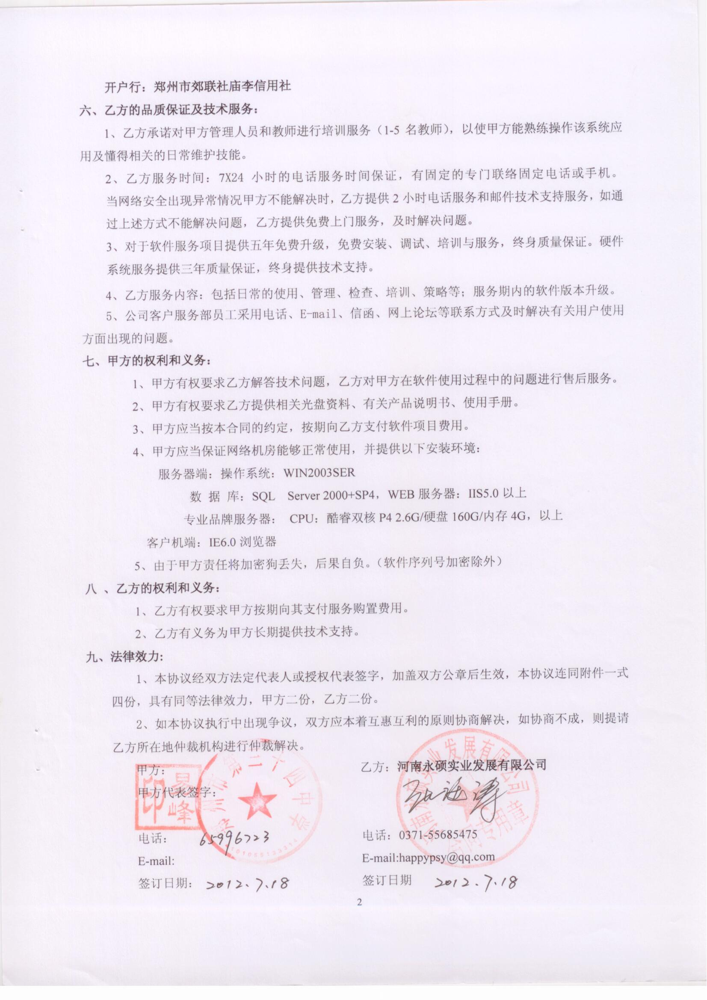 开户行：郑州市郊联社庙李信用社
六、乙方的品质保证及技术服务：
1、乙方承诺对甲方管理人员和教师进行培训服务（1-5 名教师），以使甲方能熟练操作该系统应
用及懂得相关的日常维护技能。
2、乙方服务时间：7X24 小时的电话服务时间保证，有固定的专门联络固定电话或手机。
当网络安全出现异常情况甲方不能解决时，乙方提供 2 小时电话服务和邮件技术支持服务，如通
过上述方式不能解决问题，乙方提供免费上门服务，及时解决问题。
3、对于软件服务项目提供五年免费升级，免费安装、调试、培训与服务，终身质量保证。硬件
系统服务提供三年质量保证，终身提供技术支持。
4、乙方服务内容：包括日常的使用、管理、检查、培训、策略等；服务期内的软件版本升级。
5、公司客户服务部员工采用电话、E-mail、信函、网上论坛等联系方式及时解决有关用户使用
方面出现的问题。
七、甲方的权利和义务：
1、甲方有权要求乙方解答技术问题，乙方对甲方在软件使用过程中的问题进行售后服务。
2、甲方有权要求乙方提供相关光盘资料、有关产品说明书、使用手册。
3、甲方应当按本合同的约定，按期向乙方支付软件项目费用。
4、甲方应当保证网络机房能够正常使用，并提供以下安装环境：
服务器端：操作系统：WIN2003SER
数 据 库：SQL Server 2000+SP4，WEB 服务器：IIS5.0 以上
专业品牌服务器： CPU：酷睿双核 P4 2.6G/硬盘 160G/内存 4G，以上
客户机端：IE6.0 浏览器
5、由于甲方责任将加密狗丢失，后果自负。（软件序列号加密除外）
八 、乙方的权利和义务：
1、乙方有权要求甲方按期向其支付服务购置费用。
2、乙方有义务为甲方长期提供技术支持。
九、法律效力:
1、本协议经双方法定代表人或授权代表签字，加盖双方公章后生效，本协议连同附件一式
四份，具有同等法律效力，甲方二份，乙方二份。
2、如本协议执行中出现争议，双方应本着互惠互利的原则协商解决，如协商不成，则提请
乙方所在地仲裁机构进行仲裁解决。
甲方：
乙方：河南永硕实业发展有限公司
甲方代表签字：
易峰印
郑州市第二十四中学
河南永硕实业发展有限公司
合同专用章
电话： 65996723
电话：0371-55685475
E-mail:
E-mail:happypsy@qq.com
签订日期： 2012.7.18
签订日期 2012.7.18
2